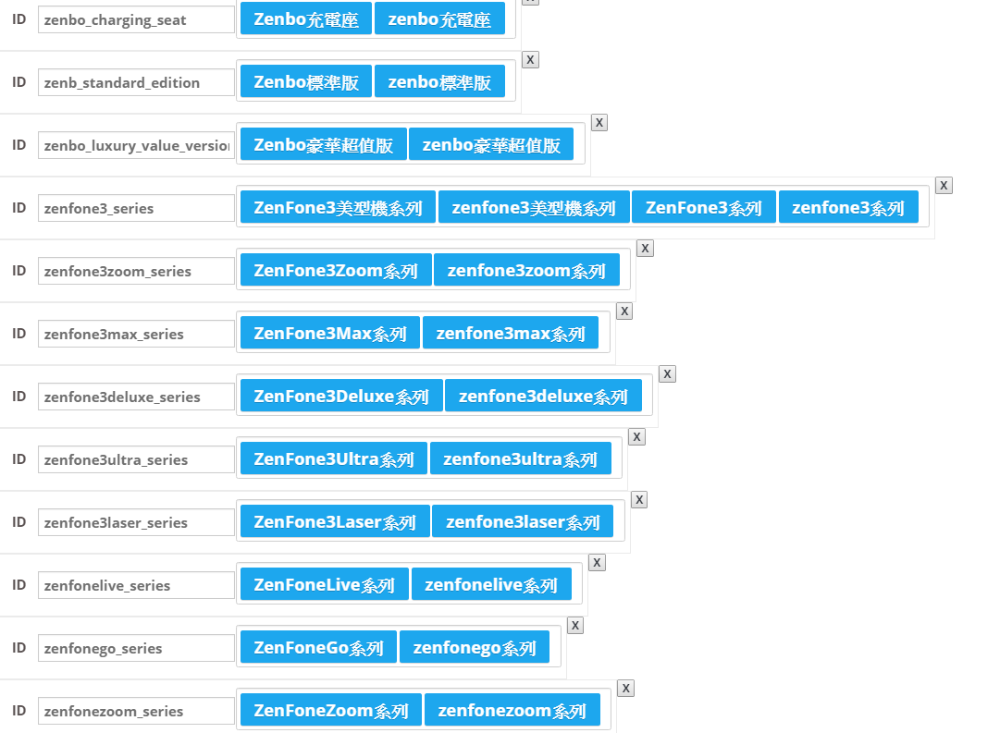 ID zenbo_charging_seat Zenbo充電座 zenbo充電座
X
ID zenb_standard_edition Zenbo標準版 zenbo標準版
X
ID zenbo_luxury_value_version Zenbo豪華超值版 zenbo豪華超值版
X
ID zenfone3_series ZenFone3美型機系列 zenfone3美型機系列 ZenFone3系列 zenfone3系列
X
ID zenfone3zoom_series ZenFone3Zoom系列 zenfone3zoom系列
X
ID zenfone3max_series ZenFone3Max系列 zenfone3max系列
X
ID zenfone3deluxe_series ZenFone3Deluxe系列 zenfone3deluxe系列
X
ID zenfone3ultra_series ZenFone3Ultra系列 zenfone3ultra系列
X
ID zenfone3laser_series ZenFone3Laser系列 zenfone3laser系列
X
ID zenfonelive_series ZenFoneLive系列 zenfonelive系列
X
ID zenfonego_series ZenFoneGo系列 zenfonego系列
X
ID zenfonezoom_series ZenFoneZoom系列 zenfonezoom系列